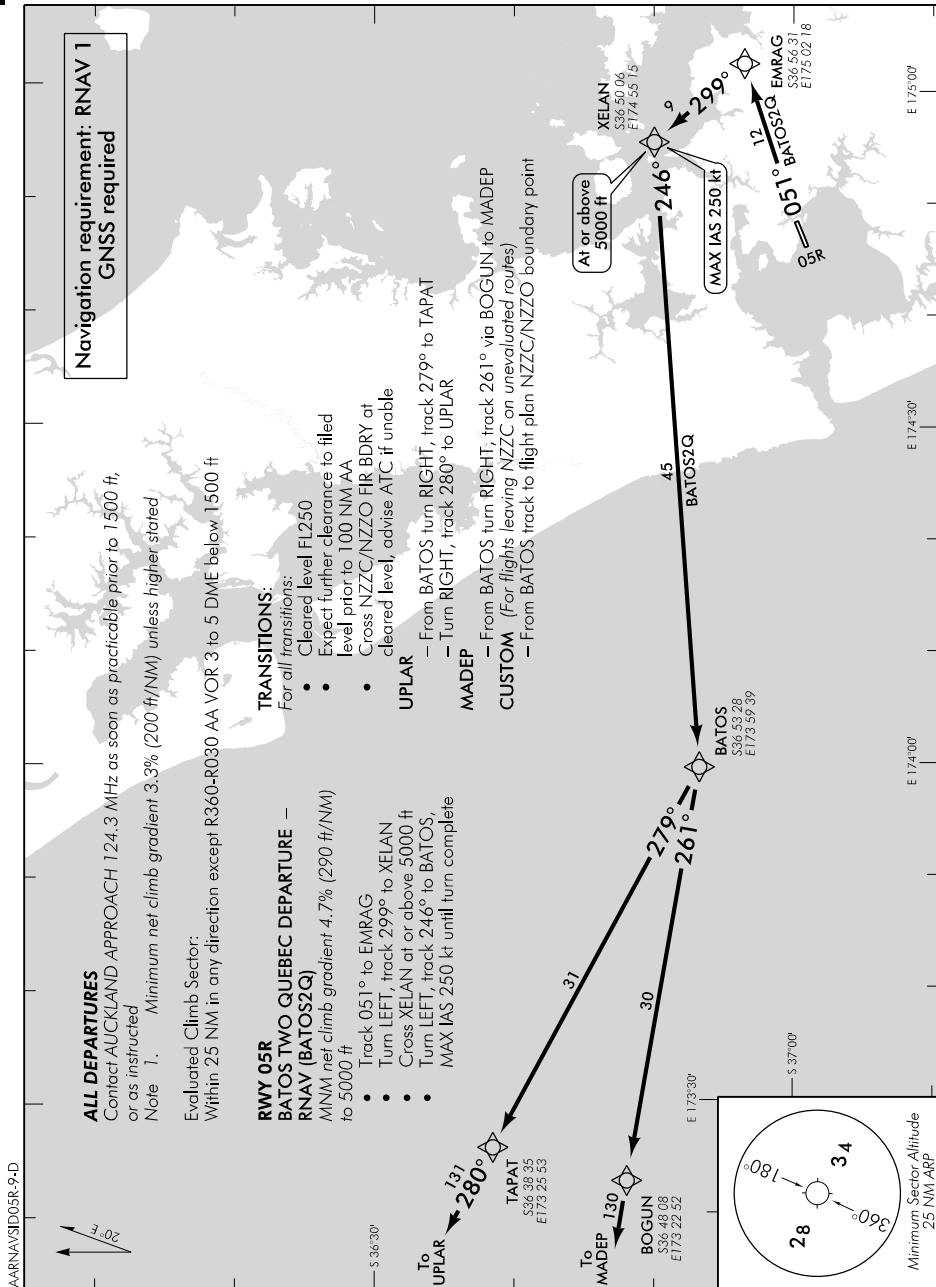 AARNAVSID05R-9-D
Navigation requirement: RNAV 1
GNSS required
ALL DEPARTURES
Contact AUCKLAND APPROACH 124.3 MHz as soon as practicable prior to 1500 ft,
or as instructed
Note 1. Minimum net climb gradient 3.3% (200 ft/NM) unless higher stated
Evaluated Climb Sector:
Within 25 NM in any direction except R360-R030 AA VOR 3 to 5 DME below 1500 ft
RWY 05R
BATOS TWO QUEBEC DEPARTURE –
RNAV (BATOS2Q)
MNM net climb gradient 4.7% (290 ft/NM)
to 5000 ft
• Track 051° to EMRAG
• Turn LEFT, track 299° to XELAN
• Cross XELAN at or above 5000 ft
• Turn LEFT, track 246° to BATOS,
MAX IAS 250 kt until turn complete
TRANSITIONS:
For all transitions:
• Cleared level FL250
• Expect further clearance to filed
level prior to 100 NM AA
• Cross NZZC/NZZO FIR BDRY at
cleared level, advise ATC if unable
UPLAR
– From BATOS turn RIGHT, track 279° to TAPAT
– Turn RIGHT, track 280° to UPLAR
MADEP
– From BATOS turn RIGHT, track 261° via BOGUN to MADEP
CUSTOM (For flights leaving NZZC on unevaluated routes)
– From BATOS track to flight plan NZZC/NZZO boundary point
20° E
S 36°30'
To
UPLAR
131
280°
TAPAT
S36 38 35
E173 25 53
31
279°
To
MADEP
130
BOGUN
S36 48 08
E173 22 52
30
261°
BATOS
S36 53 28
E173 59 39
45
BATOS2Q
246°
At or above
5000 ft
MAX IAS 250 kt
XELAN
S36 50 06
E174 55 15
9
299°
EMRAG
S36 56 31
E175 02 18
12
051°
BATOS2Q
05R
E 173°30'
S 37°00'
E 174°00'
E 174°30'
E 175°00'
180°
360°
28
34
Minimum Sector Altitude
25 NM ARP